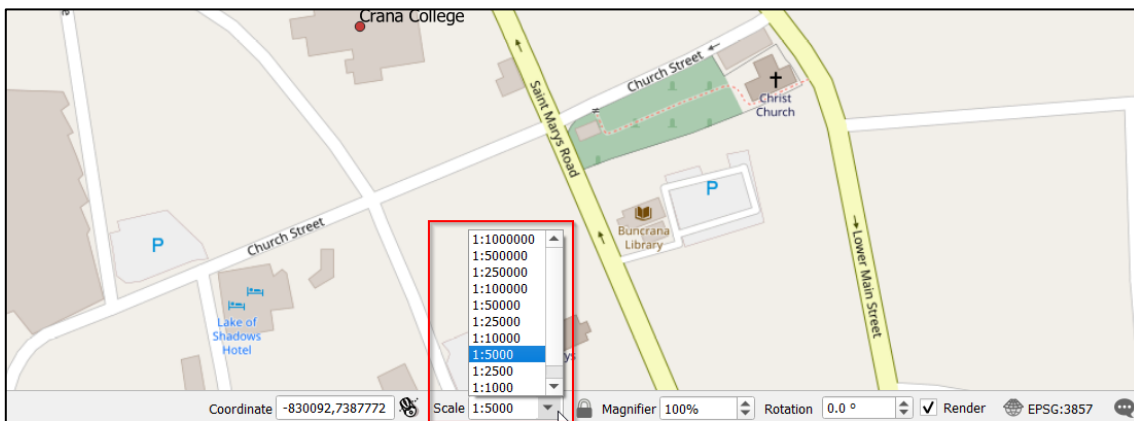 Crana College
Church Street
Christ
Church
Saint Marys Road
P
Buncrana
Library
Church Street
P
Lower Main Street
Lake of
Shadows
Hotel
1:1000000
1:500000
1:250000
1:100000
1:50000
1:25000
1:10000
1:5000
1:2500
1:1000
Coordinate -830092,7387772 Scale 1:5000 Magnifier 100% Rotation 0.0 ° Render EPSG:3857